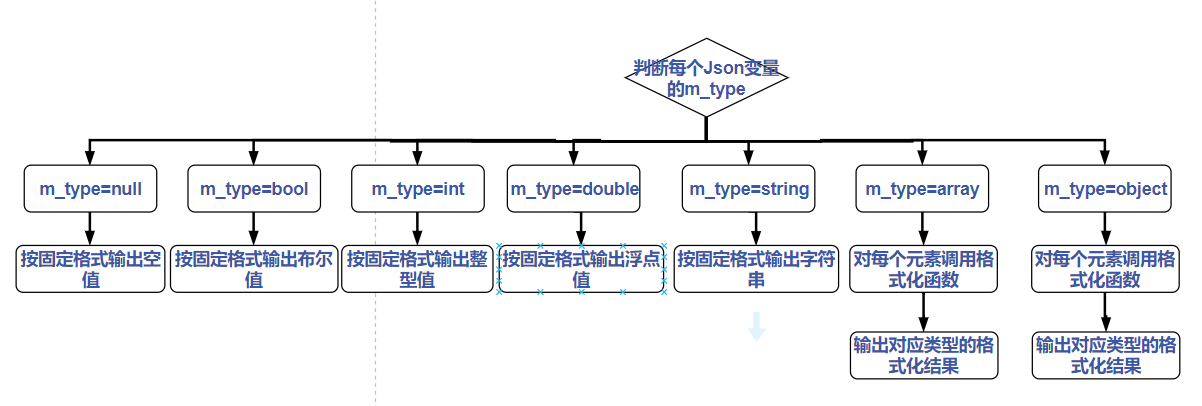 判断每个Json变量
的m_type
m_type=null
m_type=bool
m_type=int
m_type=double
m_type=string
m_type=array
m_type=object
按固定格式输出空
值
按固定格式输出布尔
值
按固定格式输出整
型值
按固定格式输出浮点
值
按固定格式输出字符
串
对每个元素调用格
式化函数
对每个元素调用格
式化函数
输出对应类型的格
式化结果
输出对应类型的格
式化结果